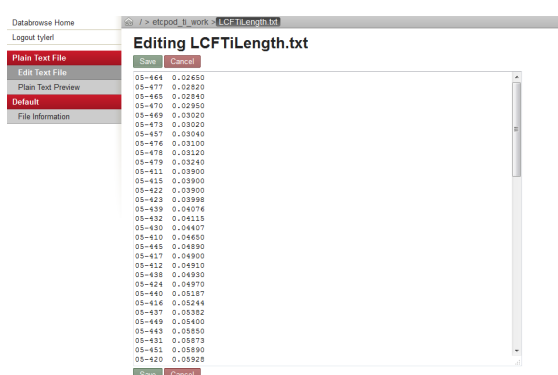 Databrowse Home
Logout tylerl
Plain Text File
Edit Text File
Plain Text Preview
Default
File Information
/ > etcpod_ti_work > LCFTiLength.txt
Editing LCFTiLength.txt
Save Cancel
05-464 0.02650
05-477 0.02820
05-465 0.02840
05-470 0.02950
05-469 0.03020
05-473 0.03020
05-457 0.03040
05-476 0.03100
05-478 0.03120
05-479 0.03240
05-411 0.03900
05-415 0.03900
05-422 0.03900
05-423 0.03998
05-439 0.04076
05-432 0.04115
05-430 0.04407
05-410 0.04650
05-445 0.04890
05-417 0.04900
05-412 0.04910
05-438 0.04930
05-424 0.04970
05-440 0.05187
05-416 0.05244
05-437 0.05382
05-449 0.05400
05-443 0.05850
05-431 0.05873
05-451 0.05890
05-420 0.05928
Save Cancel